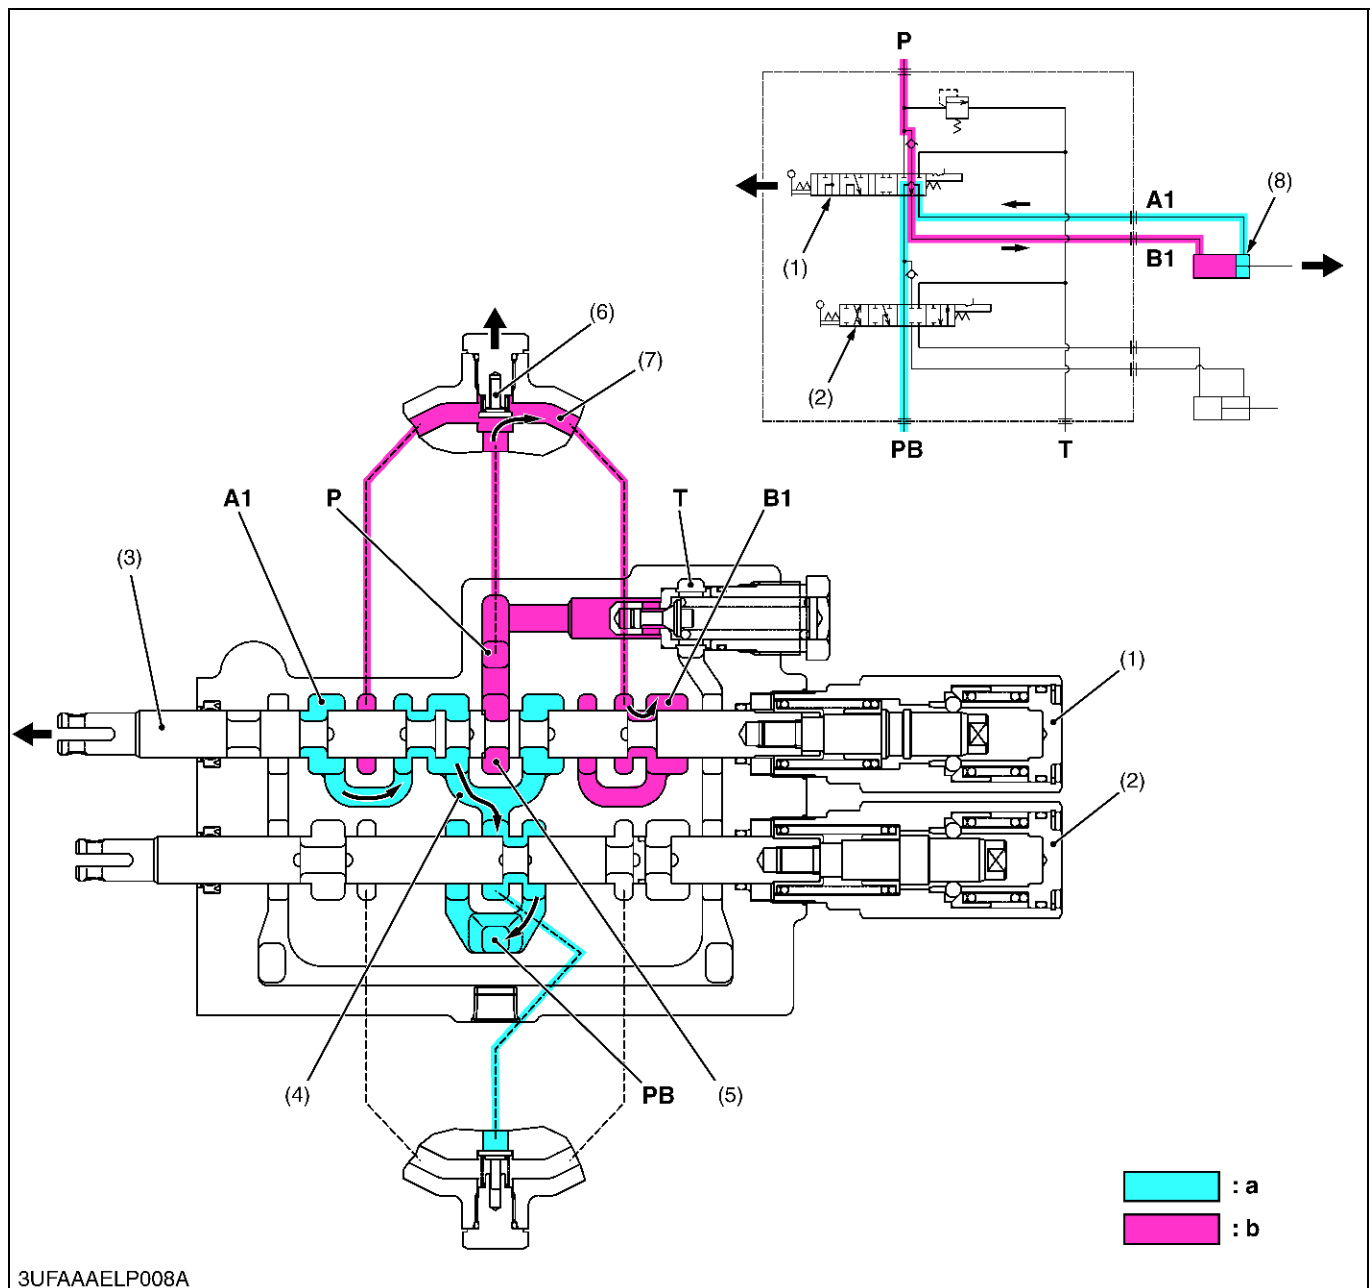 P
(8)
A1
(1)
B1
(2)
PB
T
(6)
(7)
A1
P
T
B1
(3)
(1)
(2)
(4)
PB
(5)
: a
: b
3UFAAAELP008A